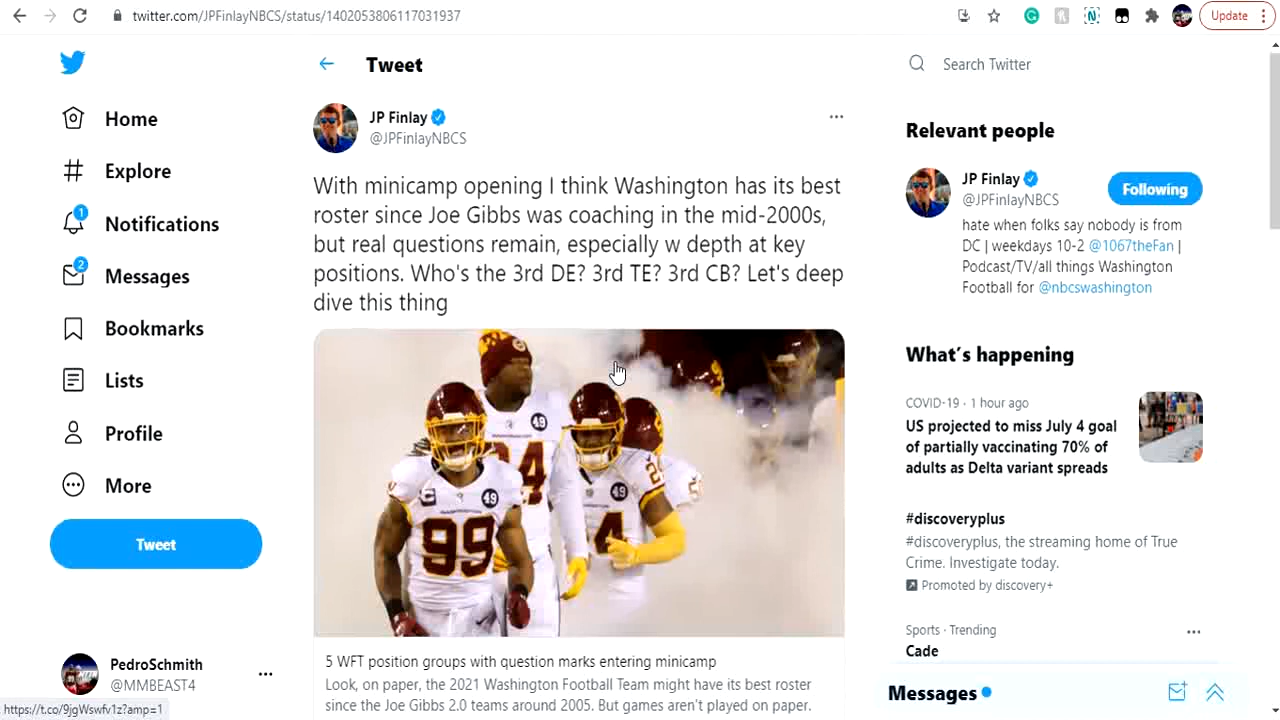 twitter.com/JPFinlayNBCS/status/1402053806117031937
Update
Home
Explore
1
Notifications
2
Messages
Bookmarks
Lists
Profile
More
Tweet
PedroSchmith
@MMBEAST4
https://t.co/9jgWswfv1z?amp=1
Tweet
JP Finlay
@JPFinlayNBCS
With minicamp opening I think Washington has its best
roster since Joe Gibbs was coaching in the mid-2000s,
but real questions remain, especially w depth at key
positions. Who's the 3rd DE? 3rd TE? 3rd CB? Let's deep
dive this thing
49
49
49
99
4
5 WFT position groups with question marks entering minicamp
Look, on paper, the 2021 Washington Football Team might have its best roster
since the Joe Gibbs 2.0 teams around 2005. But games aren't played on paper.
Search Twitter
Relevant people
JP Finlay
@JPFinlayNBCS
Following
hate when folks say nobody is from
DC | weekdays 10-2 @1067theFan |
Podcast/TV/all things Washington
Football for @nbcwashington
What's happening
COVID-19 · 1 hour ago
US projected to miss July 4 goal
of partially vaccinating 70% of
adults as Delta variant spreads
#discoveryplus
#discoveryplus, the streaming home of True
Crime. Investigate today.
Promoted by discovery+
Sports · Trending
Cade
Messages